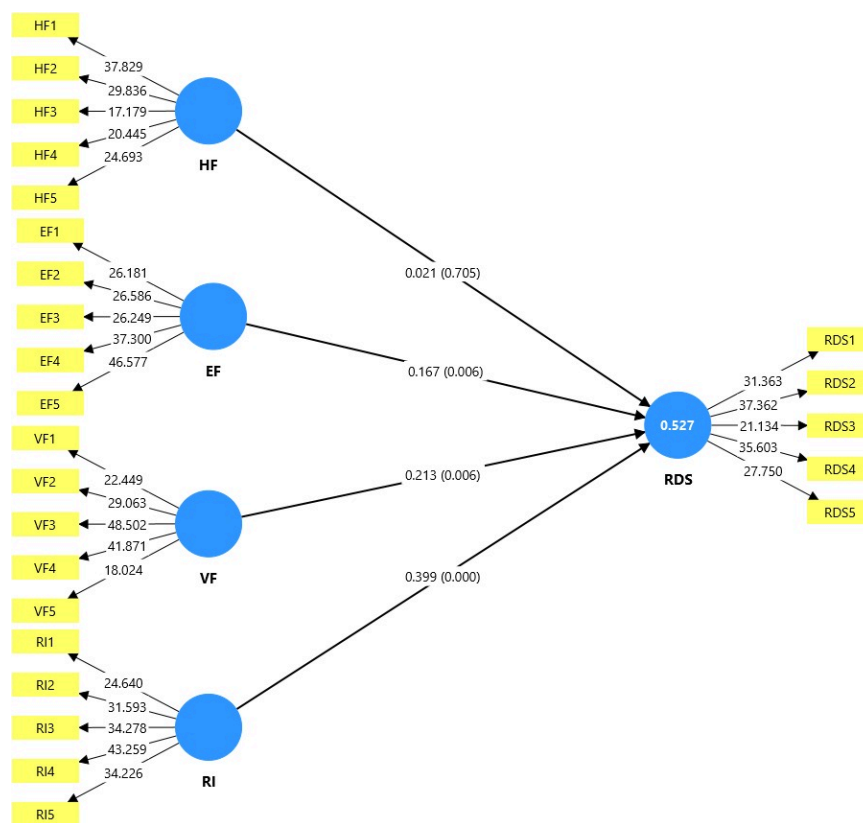 HF1
37.829
HF2
29.836
HF3
17.179
HF4
20.445
HF5
24.693
HF
EF1
26.181
EF2
26.586
EF3
26.249
EF4
37.300
EF5
46.577
EF
VF1
22.449
VF2
29.063
VF3
48.502
VF4
41.871
VF5
18.024
VF
RI1
24.640
RI2
31.593
RI3
34.278
RI4
43.259
RI5
34.226
RI
0.021 (0.705)
0.167 (0.006)
0.213 (0.006)
0.399 (0.000)
0.527
RDS
31.363
RDS1
37.362
RDS2
21.134
RDS3
35.603
RDS4
27.750
RDS5